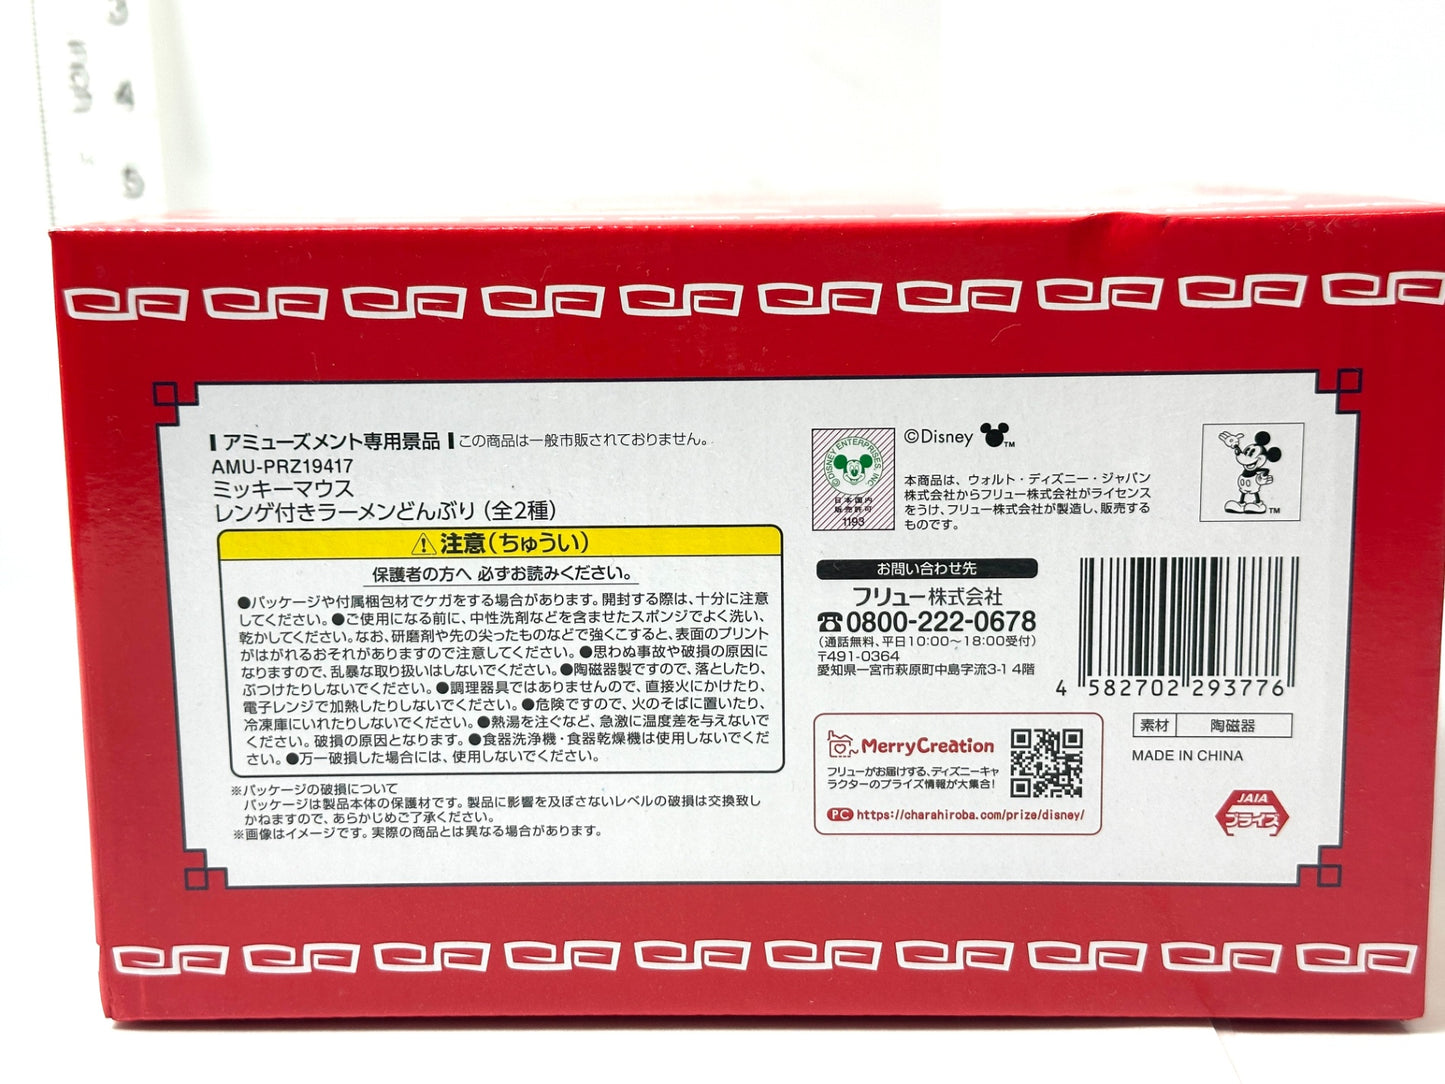 3
4
5
アミューズメント専用景品 この商品は一般市販されておりません。
AMU-PRZ19417
ミッキーマウス
レンゲ付きラーメンどんぶり（全2種）
注意（ちゅうい）
保護者の方へ 必ずお読みください。
●パッケージや付属梱包材でケガをする場合があります。開封する際は、十分に注意
してください。●ご使用になる前に、中性洗剤などを含ませたスポンジでよく洗い、
乾かしてください。なお、研磨剤や先の尖ったものなどで強くこすると、表面のプリント
がはがれるおそれがありますので注意してください。●思わぬ事故や破損の原因に
なりますので、乱暴な取り扱いはしないでください。●陶磁器製ですので、落としたり、
ぶつけたりしないでください。●調理器具ではありませんので、直接火にかけたり、
電子レンジで加熱したりしないでください。●危険ですので、火のそばに置いたり、
冷凍庫にいれたりしないでください。●熱湯を注ぐなど、急激に温度差を与えないで
ください。破損の原因となります。●食器洗浄機・食器乾燥機は使用しないでくだ
さい。●万一破損した場合には、使用しないでください。
※パッケージの破損について
パッケージは製品本体の保護材です。製品に影響を及ぼさないレベルの破損は交換致し
かねますので、あらかじめご了承ください。
※画像はイメージです。実際の商品とは異なる場合があります。
©DISNEY ENTERPRISES, INC.
日本国内
販売許可
1193
©Disney TM
本商品は、ウォルト・ディズニー・ジャパン
株式会社からフリュー株式会社がライセンス
をうけ、フリュー株式会社が製造し、販売する
ものです。
TM
お問い合わせ先
フリュー株式会社
☎0800-222-0678
（通話無料、平日10:00～18:00受付）
〒491-0364
愛知県一宮市萩原町中島字流3-1 4階
4 582702 293776
素材 陶磁器
MADE IN CHINA
MerryCreation
フリューがお届けする、ディズニーキャ
ラクターのプライズ情報が大集合！
PC https://charahiroba.com/prize/disney/
JAIA
プライズ